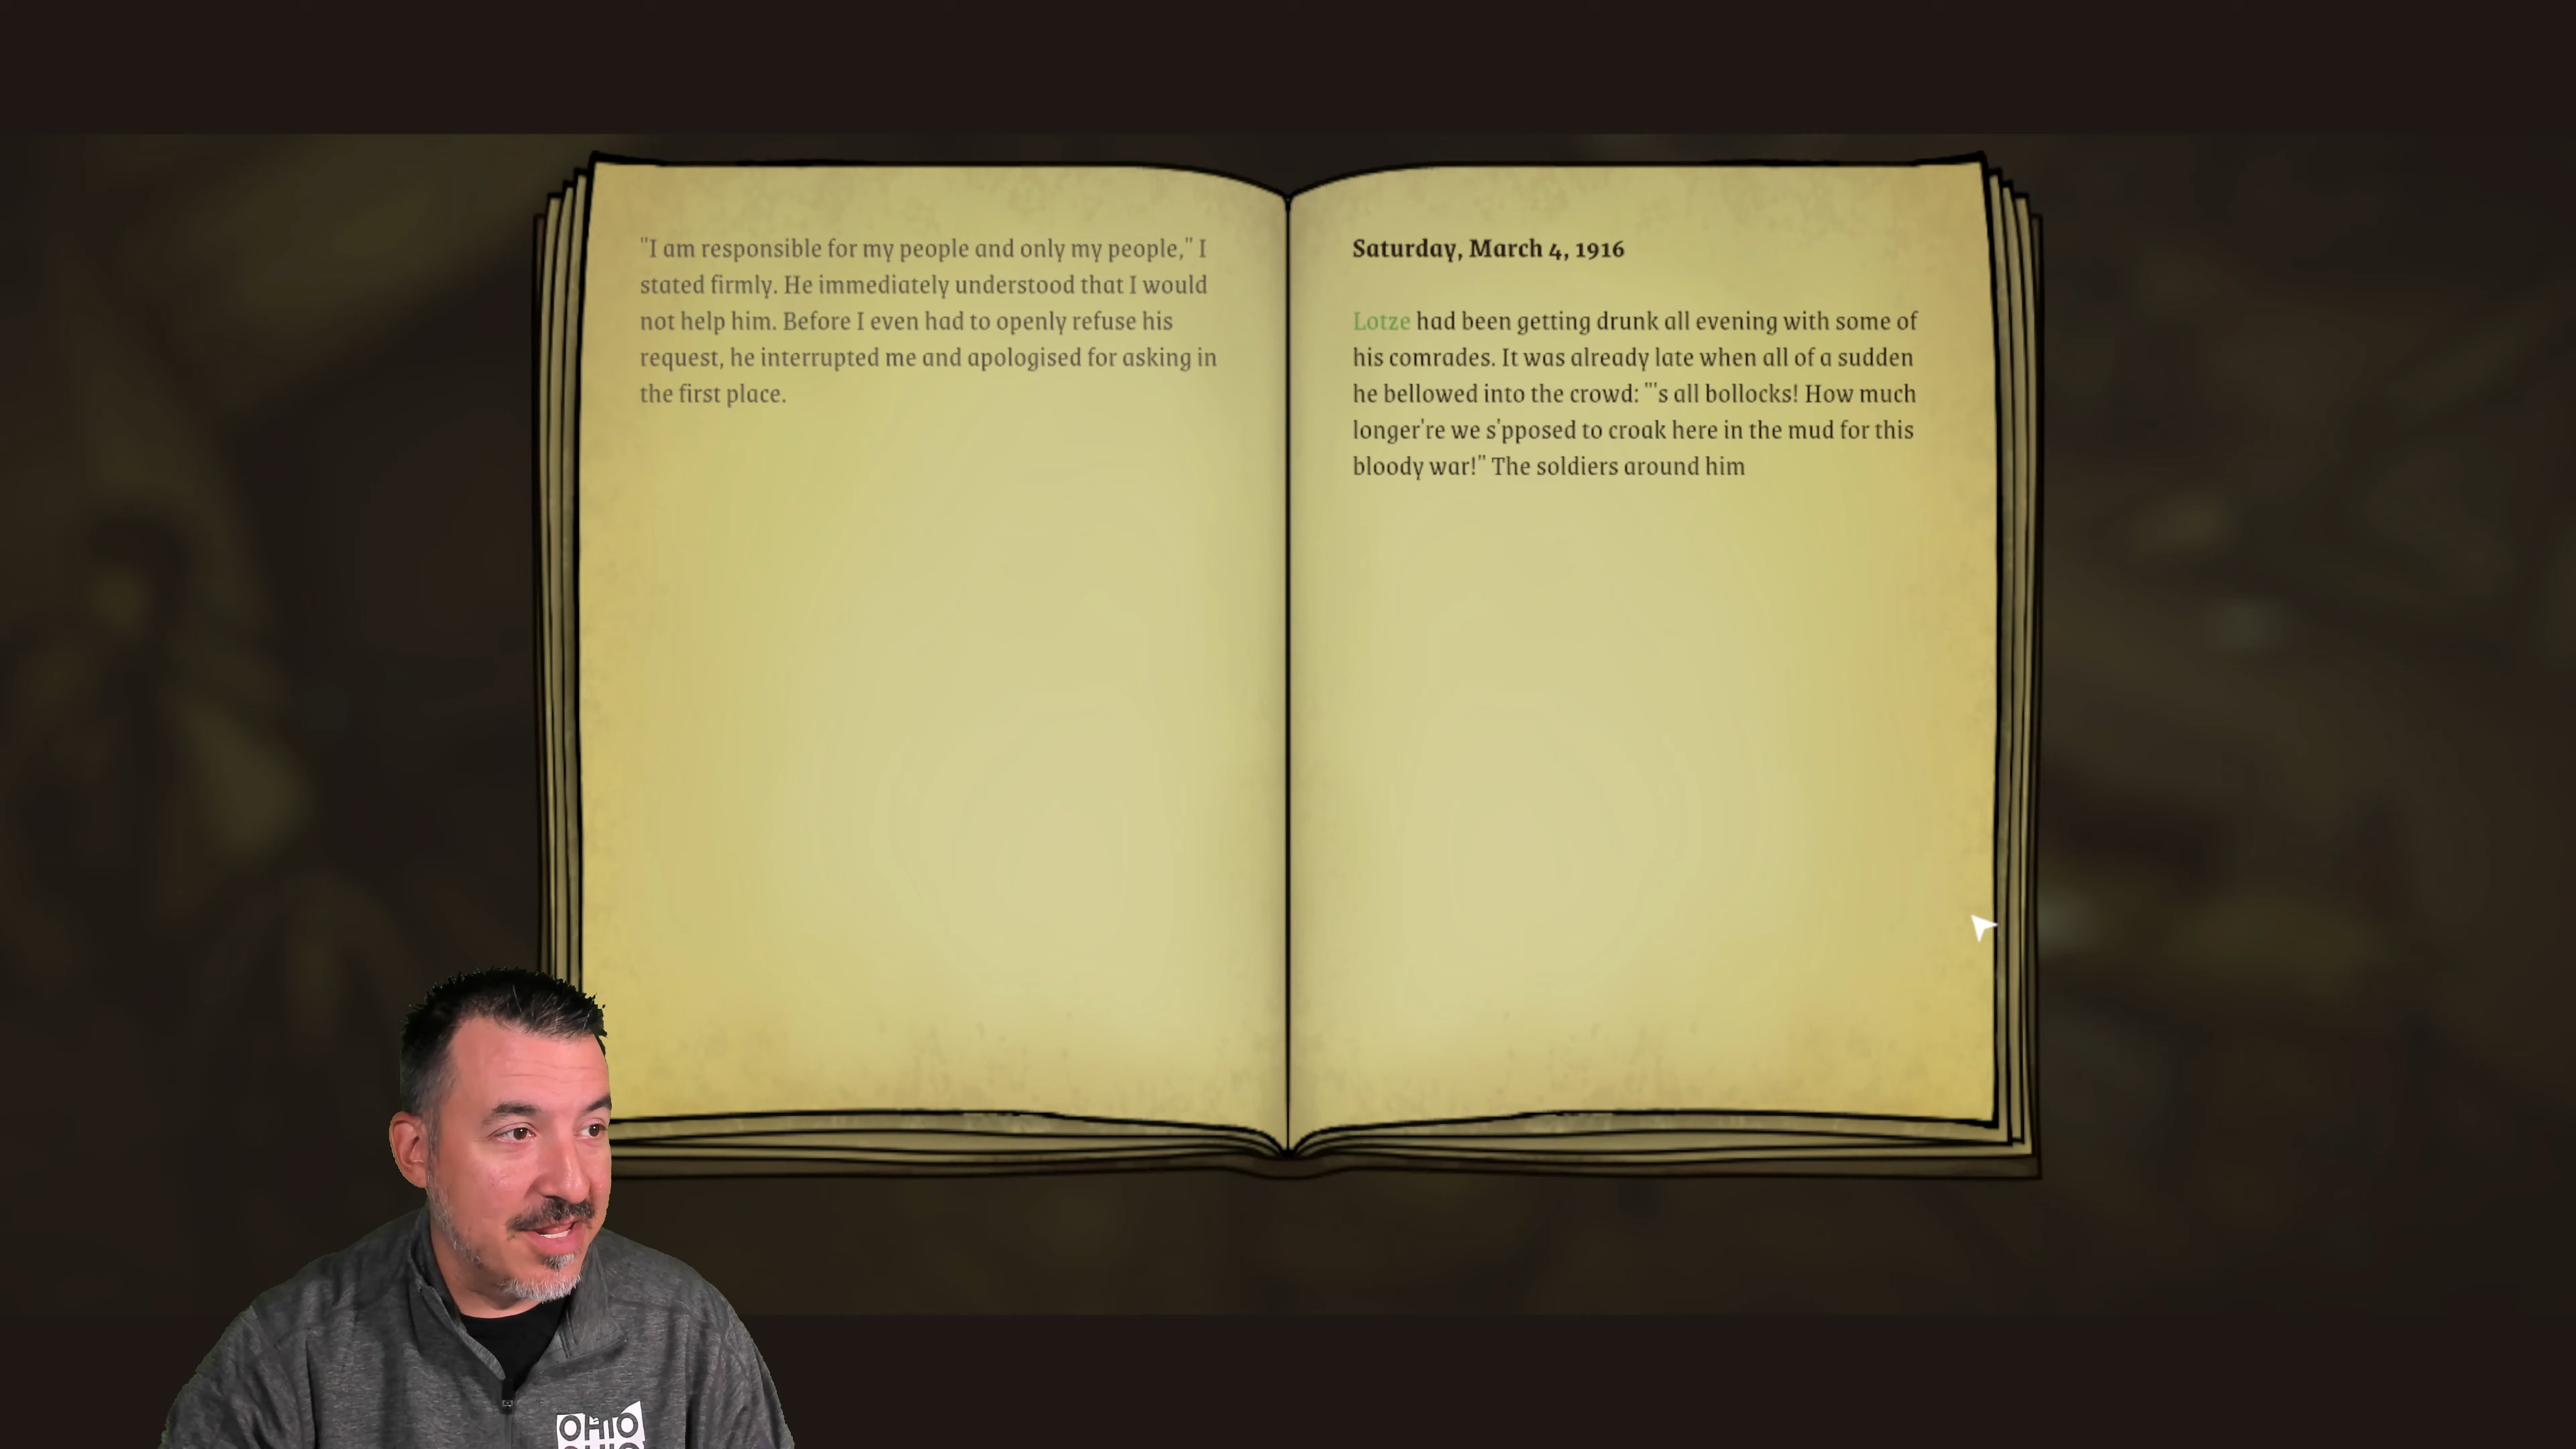 "I am responsible for my people and only my people," I
stated firmly. He immediately understood that I would
not help him. Before I even had to openly refuse his
request, he interrupted me and apologised for asking in
the first place.
Saturday, March 4, 1916
Lotze had been getting drunk all evening with some of
his comrades. It was already late when all of a sudden
he bellowed into the crowd: "'s all bollocks! How much
longer're we s'pposed to croak here in the mud for this
bloody war!" The soldiers around him
OHIO